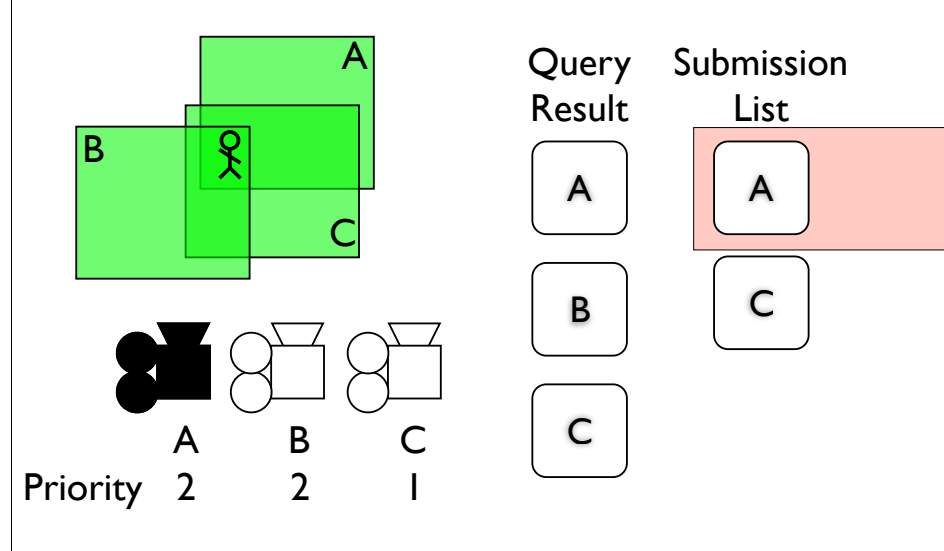 A
B
C
A B C
Priority 2 2 1
Query
Result
A
B
C
Submission
List
A
C